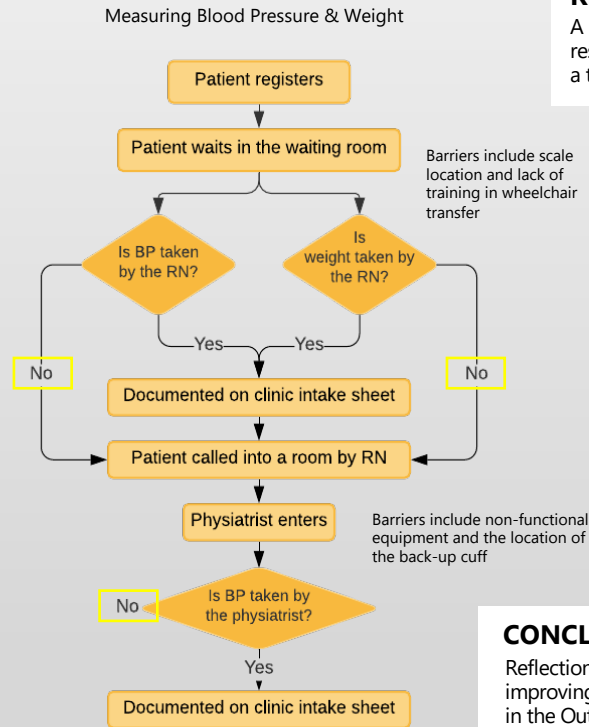 Measuring Blood Pressure & Weight
A
res
a t
Patient registers
Patient waits in the waiting room
Barriers include scale
location and lack of
training in wheelchair
transfer
Is BP taken
by the RN?
Is
weight taken by
the RN?
Yes
Yes
No
No
Documented on clinic intake sheet
Patient called into a room by RN
Physiatrist enters
Barriers include non-functional
equipment and the location of
the back-up cuff
Is BP taken by
the physiatrist?
No
Yes
Documented on clinic intake sheet
CONCL
Reflection
improving
in the Ou